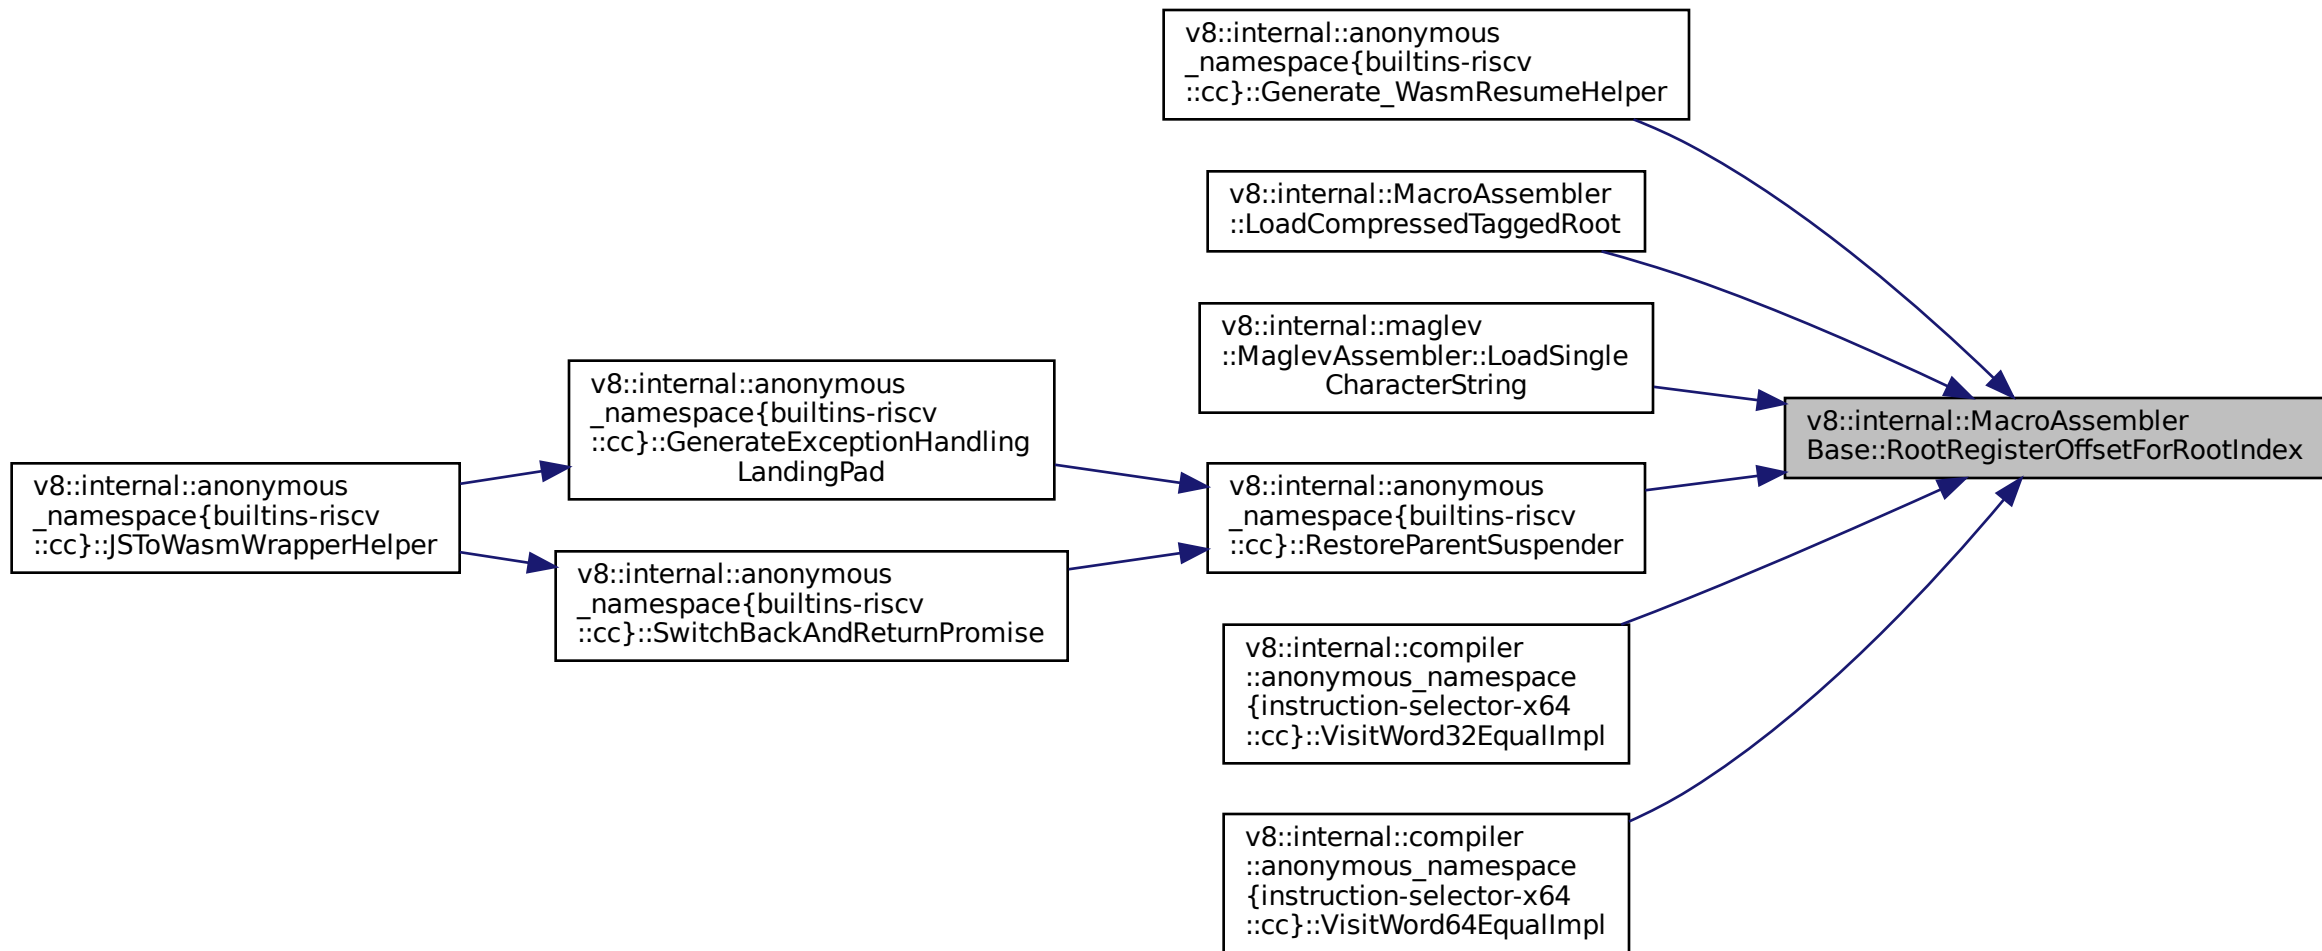 v8::internal::anonymous
_namespace{builtins-riscv
::cc}::Generate_WasmResumeHelper
v8::internal::MacroAssembler
::LoadCompressedTaggedRoot
v8::internal::maglev
::MaglevAssembler::LoadSingle
CharacterString
v8::internal::MacroAssembler
Base::RootRegisterOffsetForRootIndex
v8::internal::anonymous
_namespace{builtins-riscv
::cc}::GenerateExceptionHandling
LandingPad
v8::internal::anonymous
_namespace{builtins-riscv
::cc}::JSToWasmWrapperHelper
v8::internal::anonymous
_namespace{builtins-riscv
::cc}::RestoreParentSuspender
v8::internal::anonymous
_namespace{builtins-riscv
::cc}::SwitchBackAndReturnPromise
v8::internal::compiler
::anonymous_namespace
{instruction-selector-x64
::cc}::VisitWord32EqualImpl
v8::internal::compiler
::anonymous_namespace
{instruction-selector-x64
::cc}::VisitWord64EqualImpl